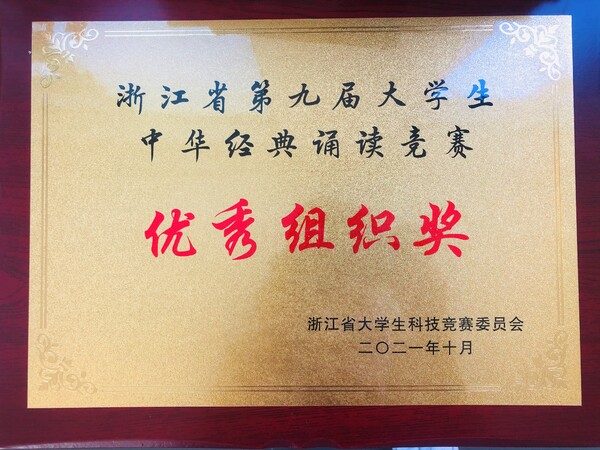 浙江省第九届大学生
中华经典诵读竞赛
优秀组织奖
浙江省大学生科技竞赛委员会
二〇二一年十月